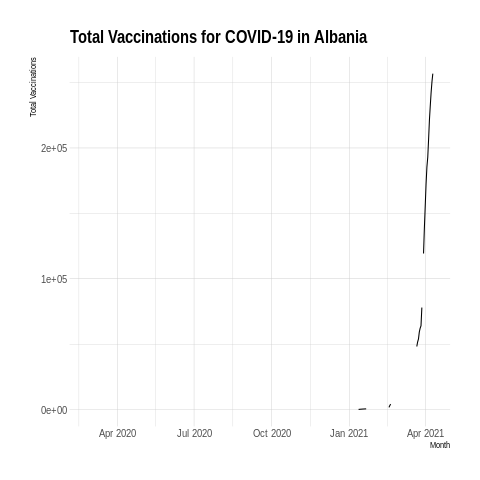 Total Vaccinations for COVID-19 in Albania
Total Vaccinations
2e+05
1e+05
0e+00
Apr 2020 Jul 2020 Oct 2020 Jan 2021 Apr 2021
Month